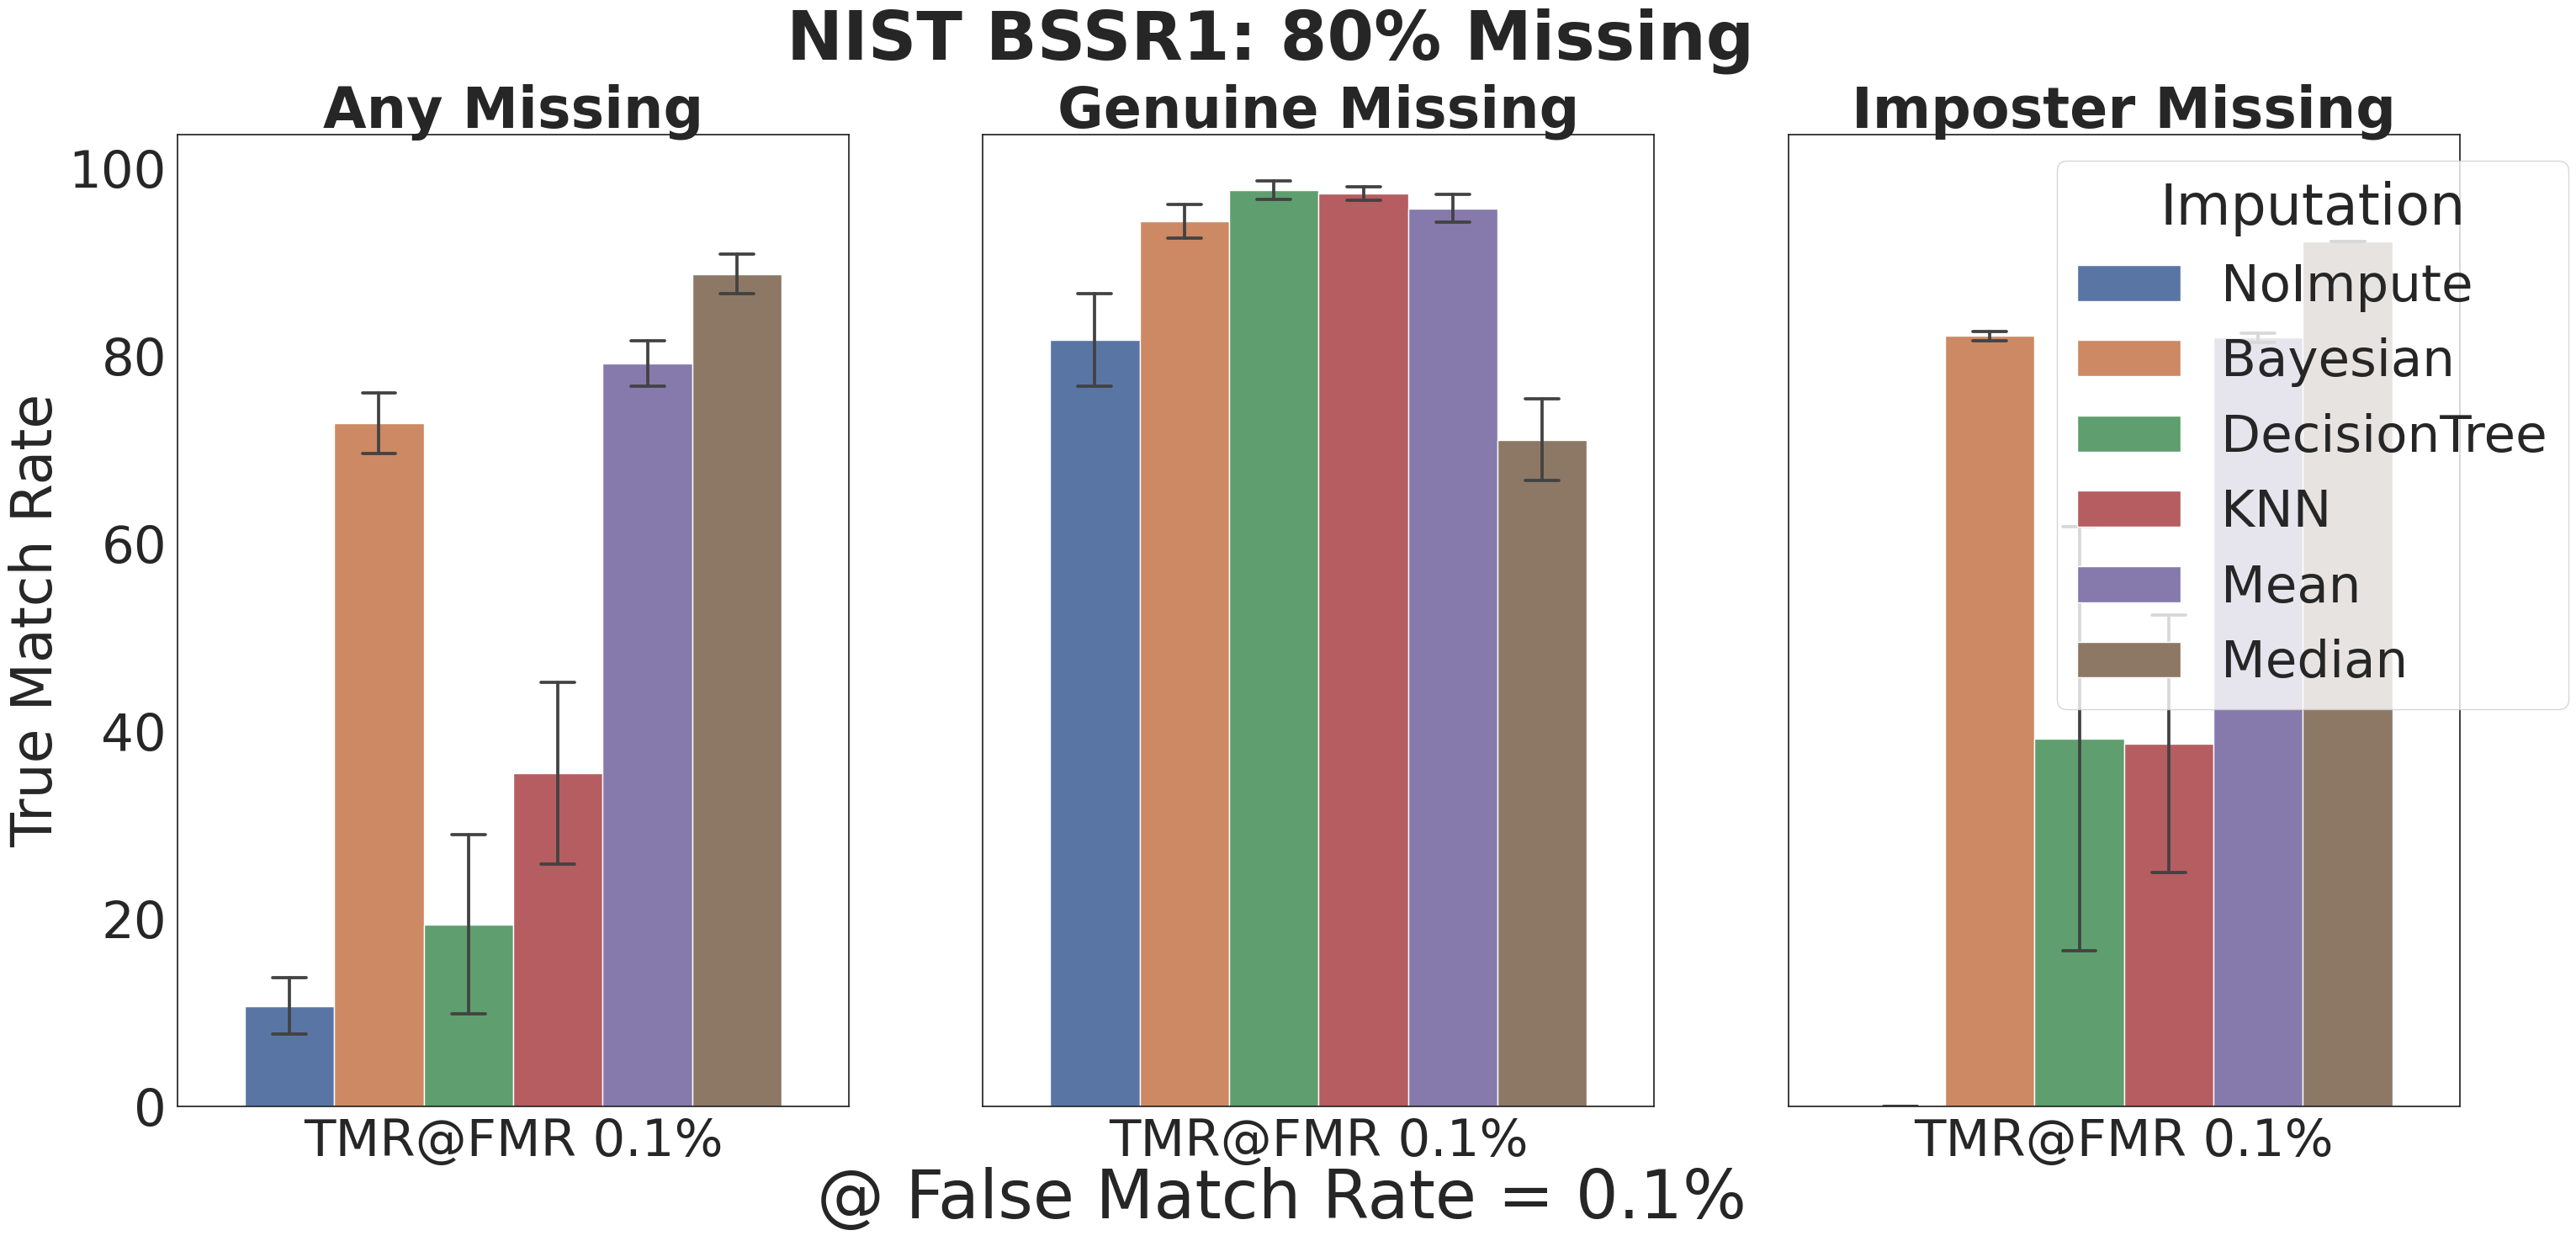 NIST BSSR1: 80% Missing
Any Missing
Genuine Missing
Imposter Missing
True Match Rate
100
80
60
40
20
0
Imputation
NoImpute
Bayesian
DecisionTree
KNN
Mean
Median
TMR@FMR 0.1%
TMR@FMR 0.1%
TMR@FMR 0.1%
@ False Match Rate = 0.1%